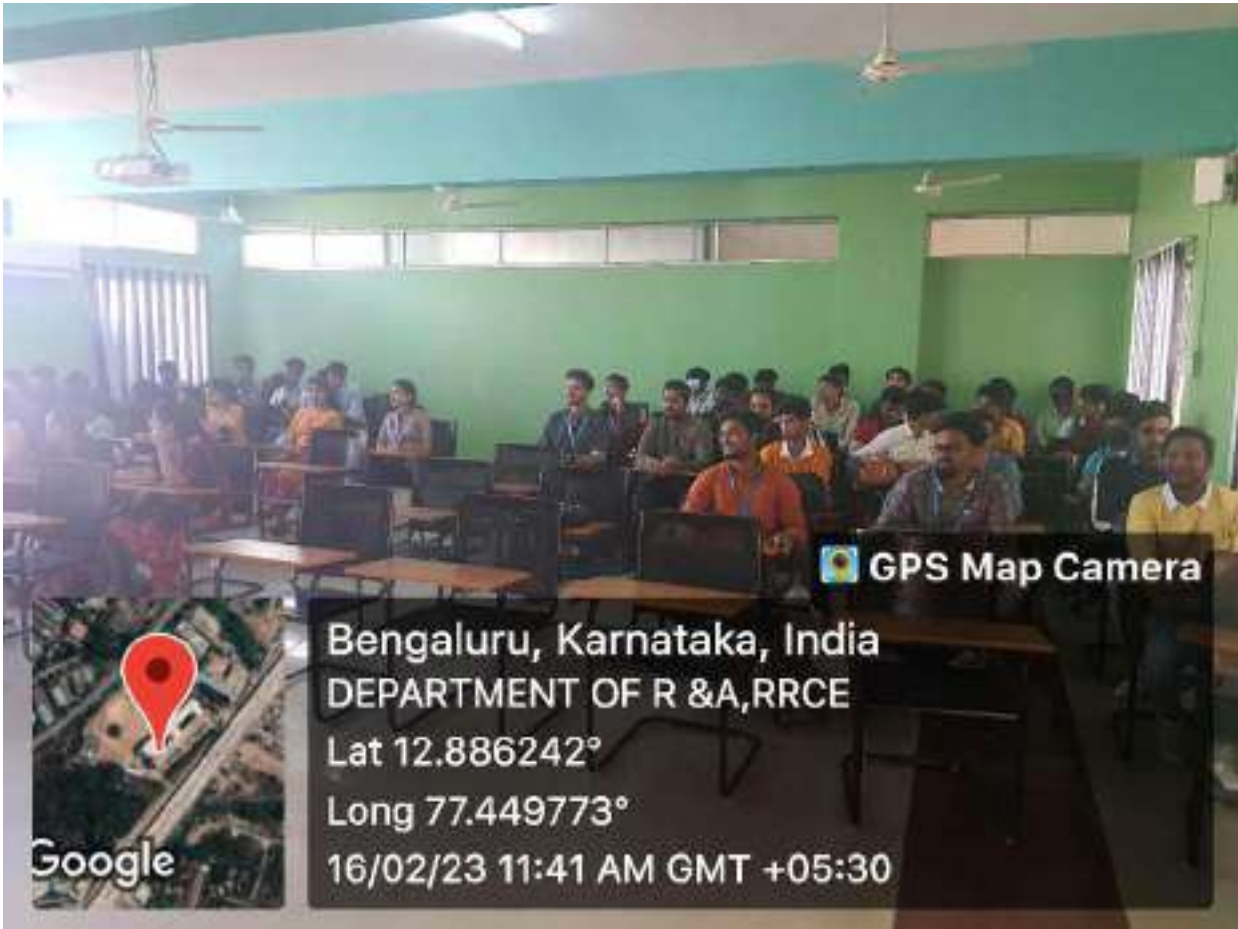 GPS Map Camera
Bengaluru, Karnataka, India
DEPARTMENT OF R &A,RRCE
Lat 12.886242°
Long 77.449773°
16/02/23 11:41 AM GMT +05:30
Google